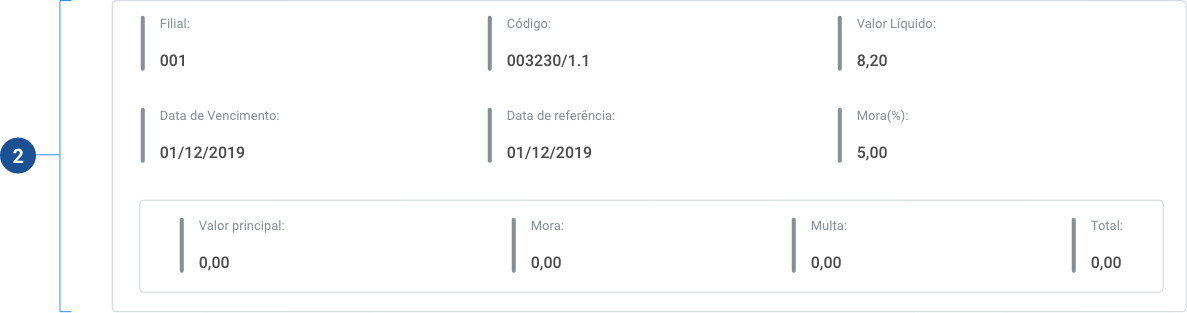 Filial: Código: Valor Líquido:
001 003230/1.1 8,20
Data de Vencimento: Data de referência: Mora(%):
2 01/12/2019 01/12/2019 5,00
Valor principal: Mora: Multa: Total:
0,00 0,00 0,00 0,00